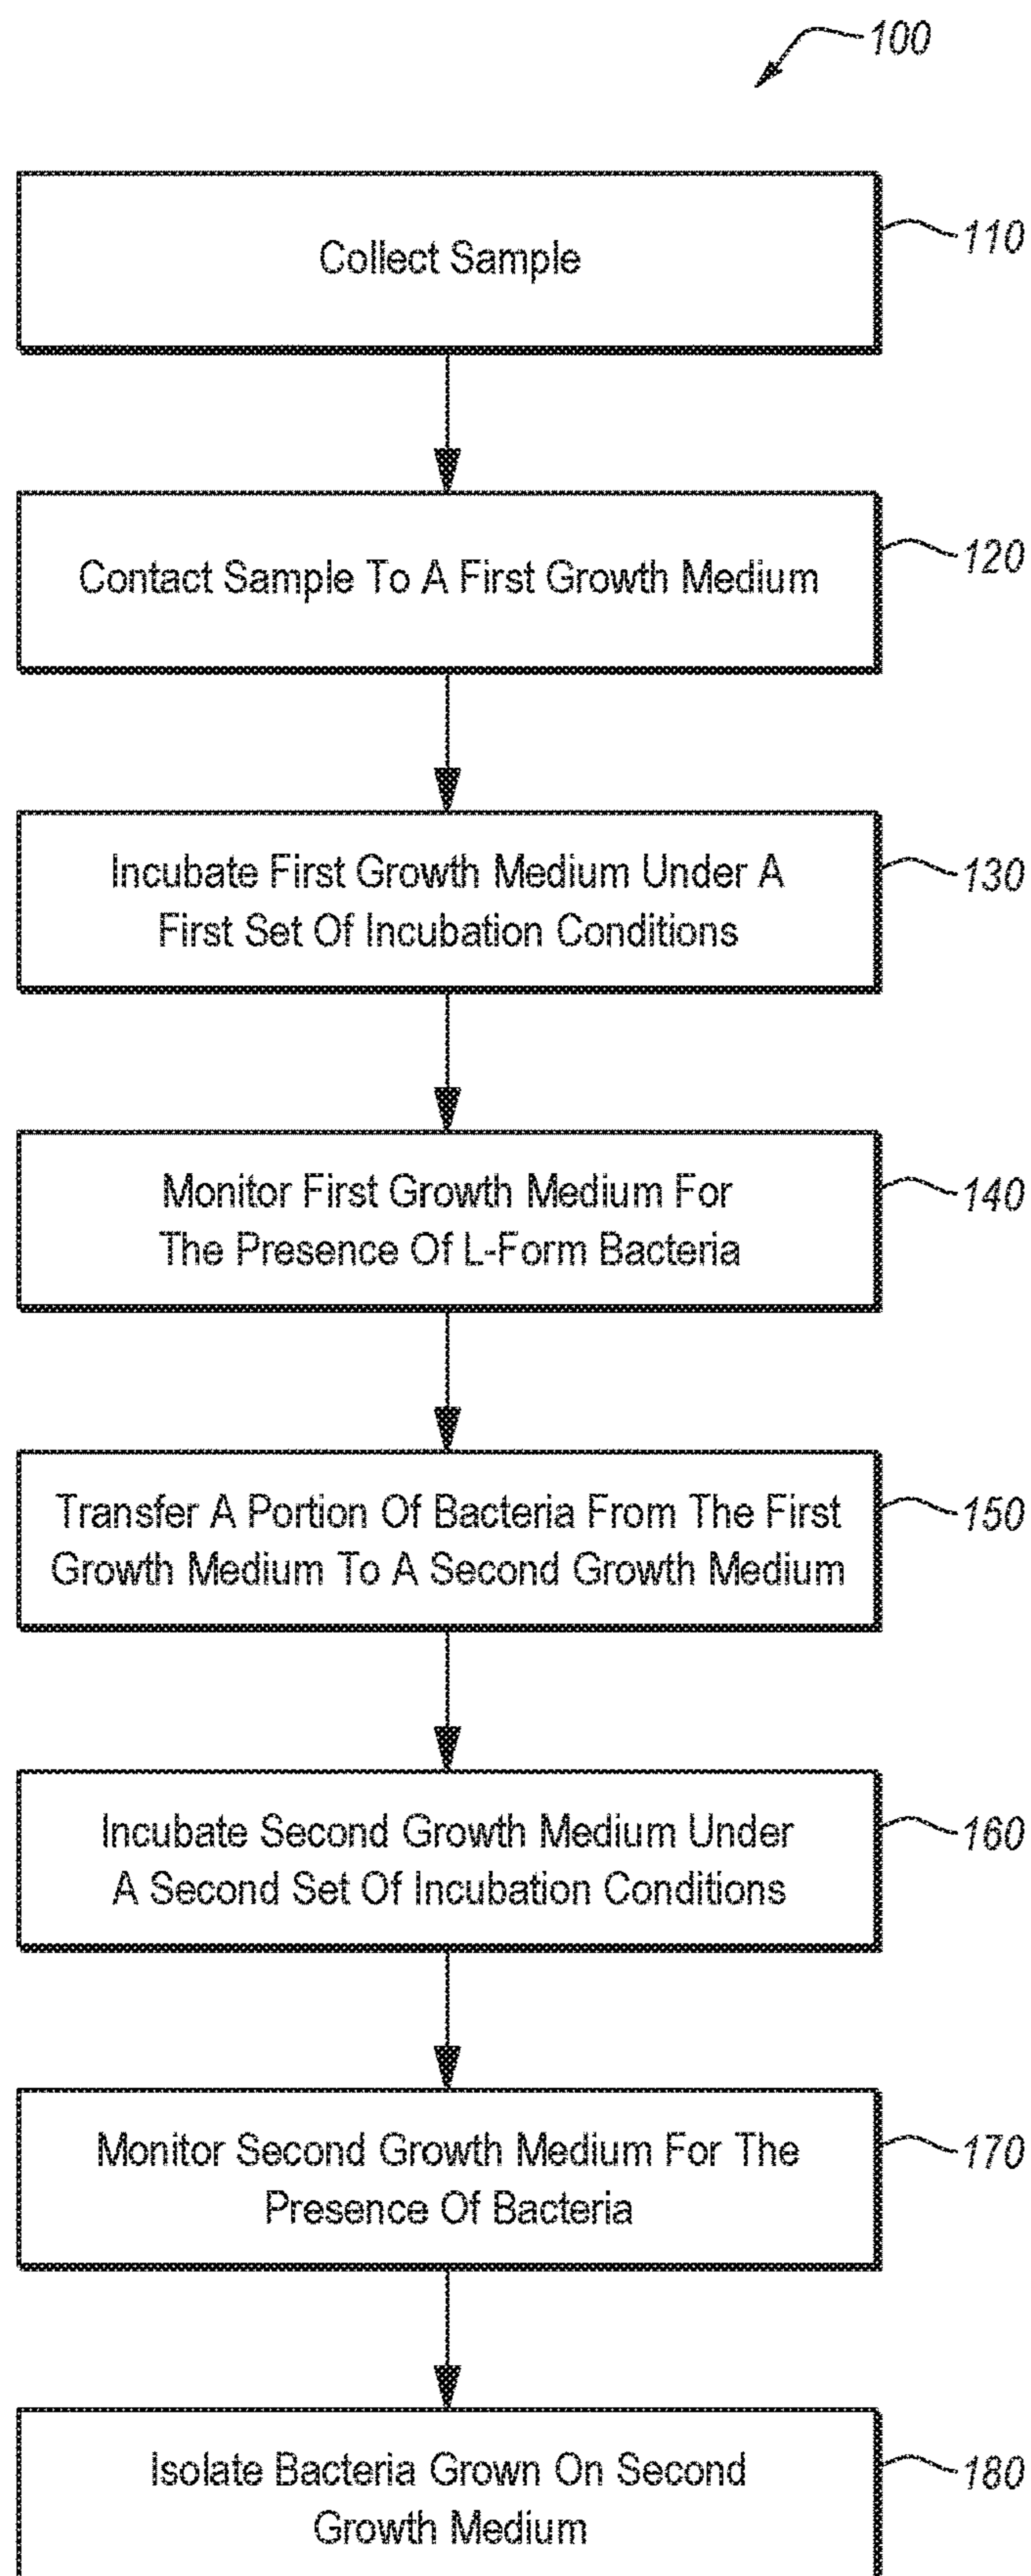 100
Collect Sample
110
Contact Sample To A First Growth Medium
120
Incubate First Growth Medium Under A
First Set Of Incubation Conditions
130
Monitor First Growth Medium For
The Presence Of L-Form Bacteria
140
Transfer A Portion Of Bacteria From The First
Growth Medium To A Second Growth Medium
150
Incubate Second Growth Medium Under
A Second Set Of Incubation Conditions
160
Monitor Second Growth Medium For The
Presence Of Bacteria
170
Isolate Bacteria Grown On Second
Growth Medium
180